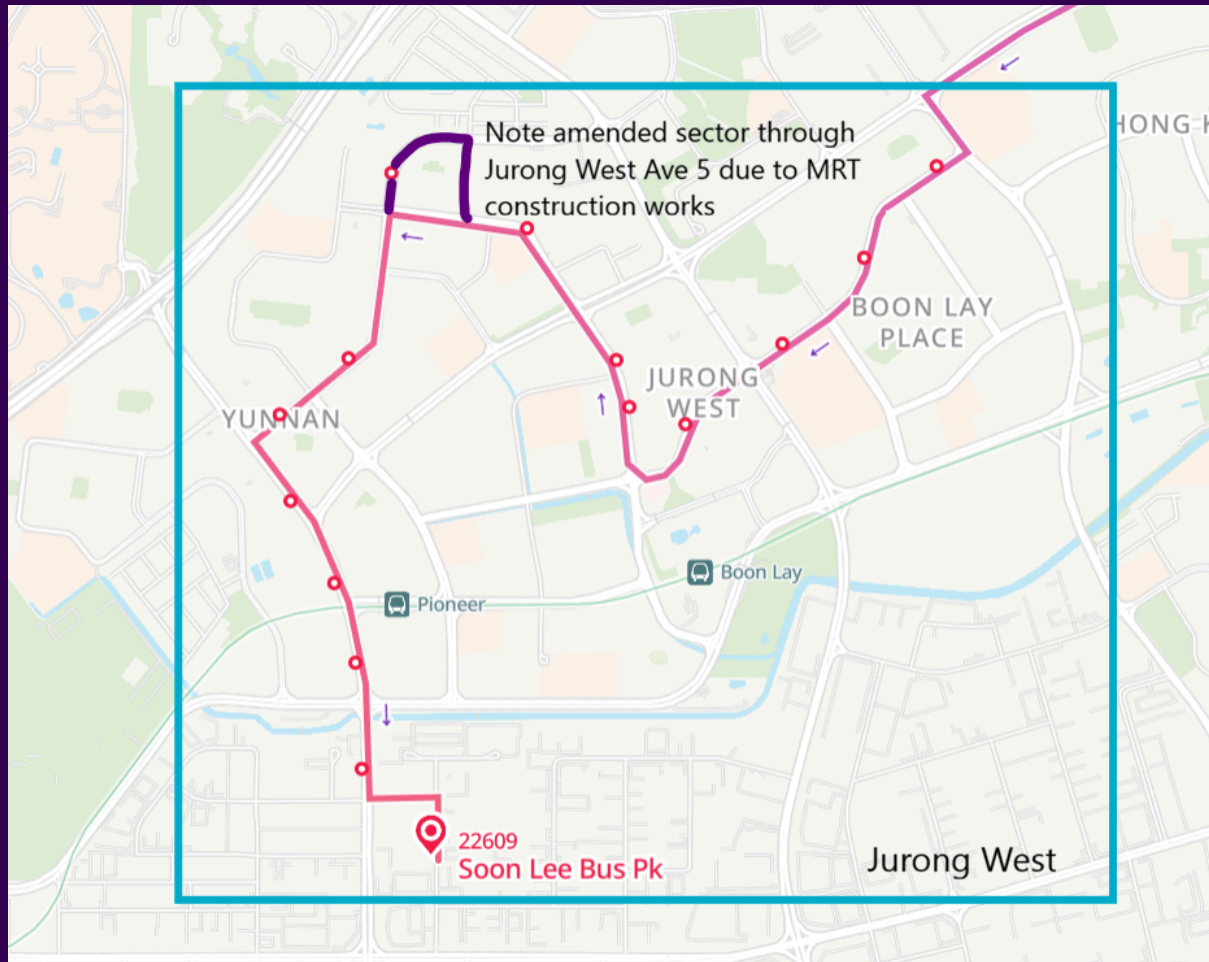 Note amended sector through
Jurong West Ave 5 due to MRT
construction works
HONG K
BOON LAY
PLACE
JURONG
WEST
YUNNAN
Boon Lay
Pioneer
22609
Soon Lee Bus Pk
Jurong West